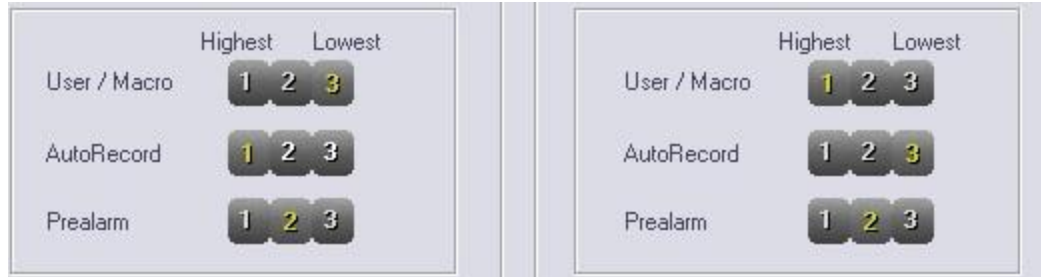 Highest Lowest
User / Macro 1 2 3
AutoRecord 1 2 3
Prealarm 1 2 3
Highest Lowest
User / Macro 1 2 3
AutoRecord 1 2 3
Prealarm 1 2 3